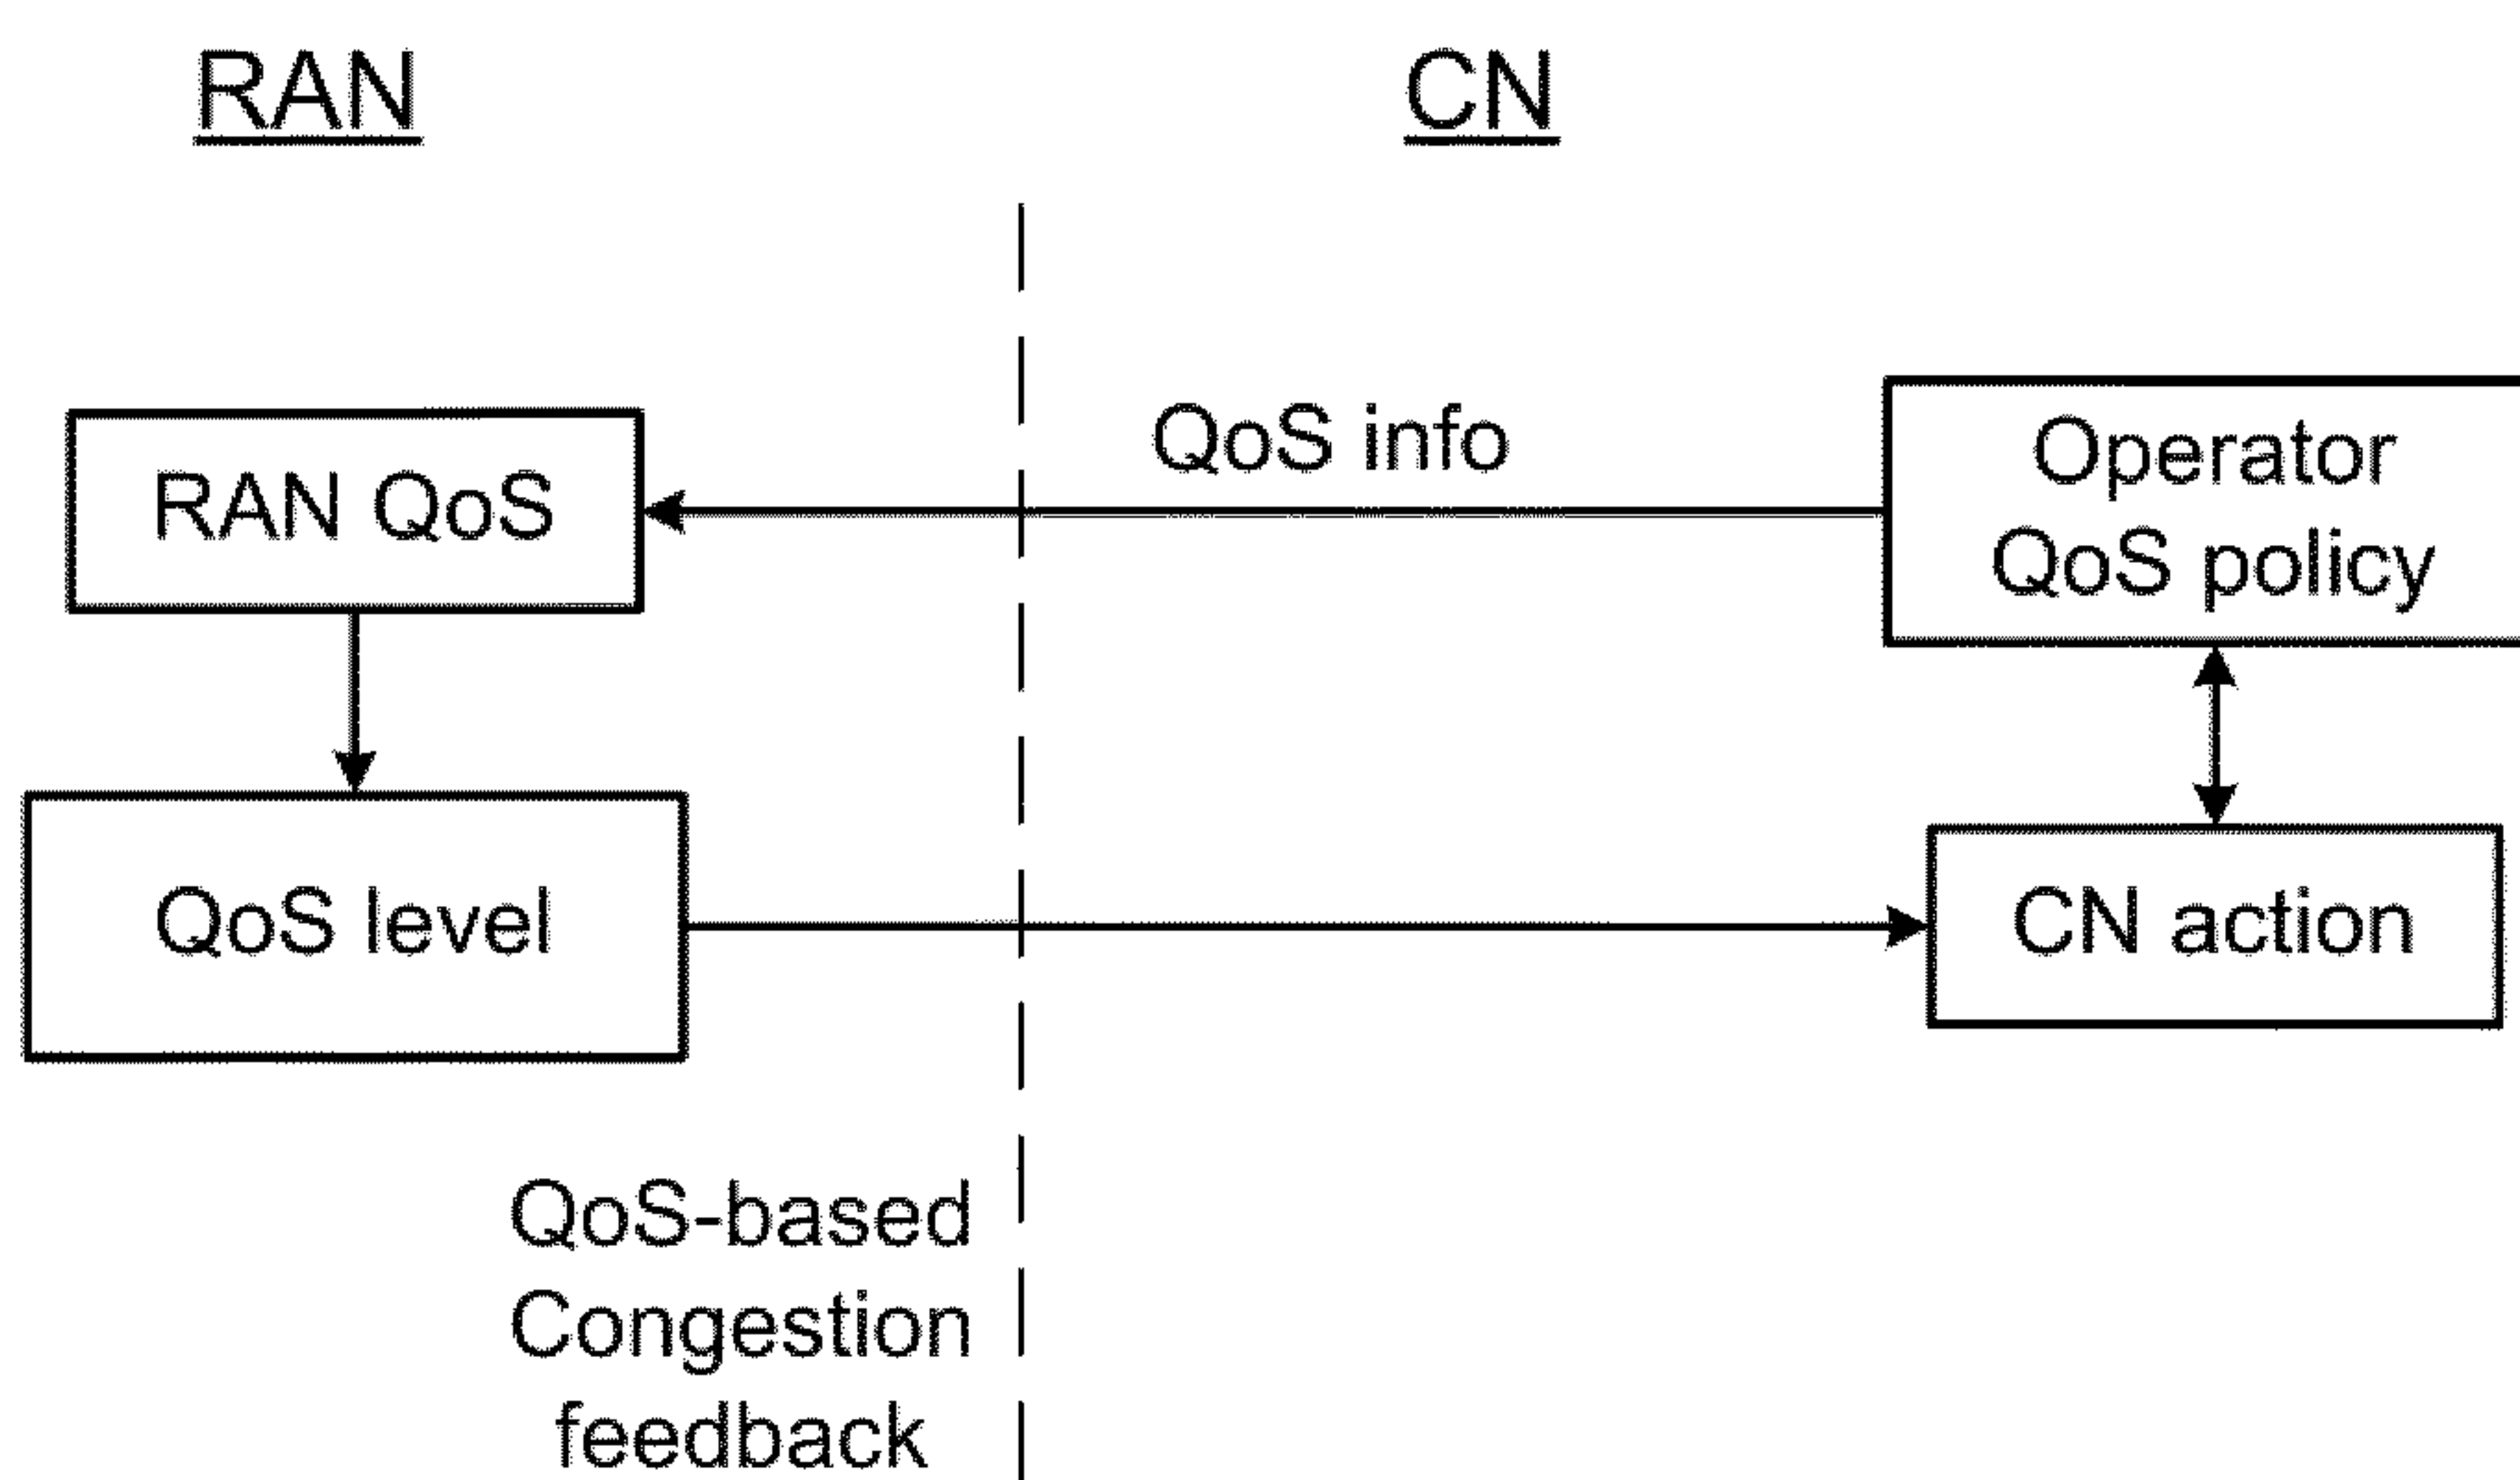 RAN
CN
QoS info
RAN QoS
Operator
QoS policy
QoS level
CN action
QoS-based
Congestion
feedback